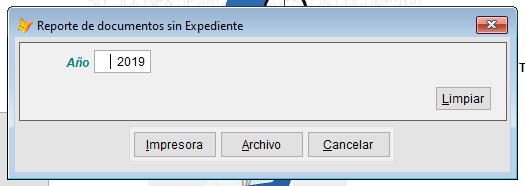 Reporte de documentos sin Expediente
Año 2019
Limpiar
Impresora Archivo Cancelar